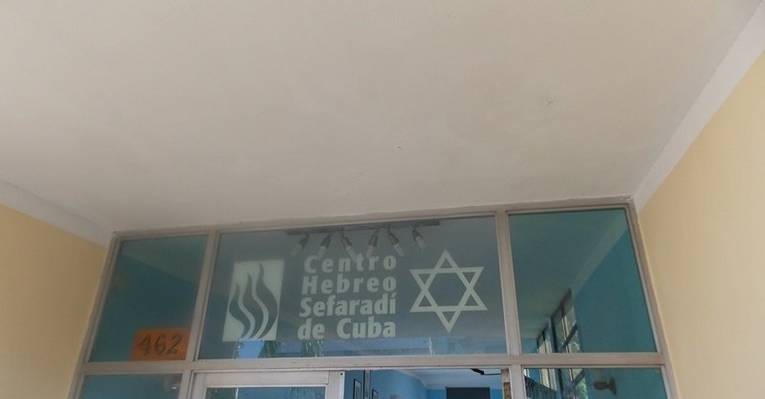 Centro
Hebreo
Sefaradí
de Cuba
462